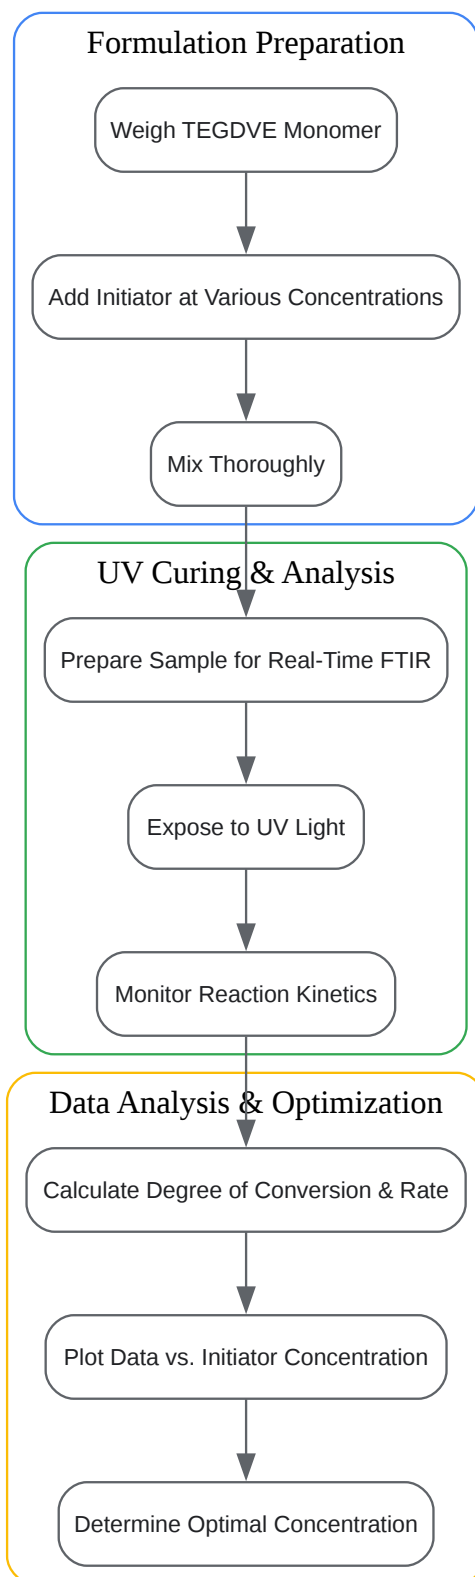 Formulation Preparation
Weigh TEGDVE Monomer
Add Initiator at Various Concentrations
Mix Thoroughly
UV Curing & Analysis
Prepare Sample for Real-Time FTIR
Expose to UV Light
Monitor Reaction Kinetics
Data Analysis & Optimization
Calculate Degree of Conversion & Rate
Plot Data vs. Initiator Concentration
Determine Optimal Concentration